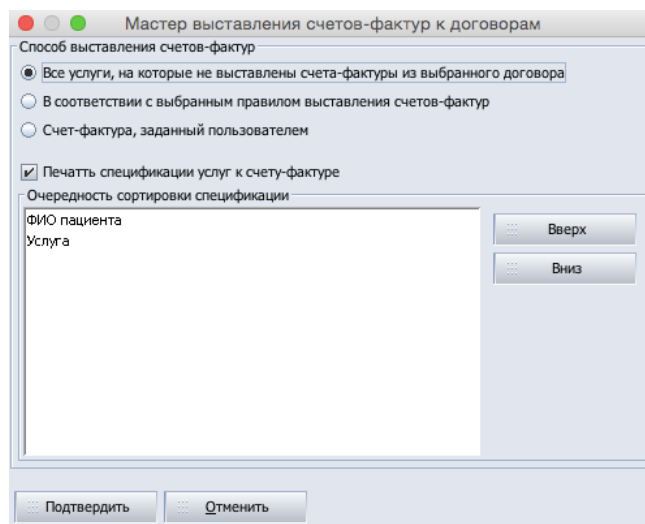 Мастер выставления счетов-фактур к договорам
Способ выставления счетов-фактур
Все услуги, на которые не выставлены счета-фактуры из выбранного договора
В соответствии с выбранным правилом выставления счетов-фактур
Счет-фактура, заданный пользователем
Печаттъ спецификации услуг к счету-фактуре
Очередность сортировки спецификации
ФИО пациента
Услуга
Вверх
Вниз
Подтвердить
Отменить